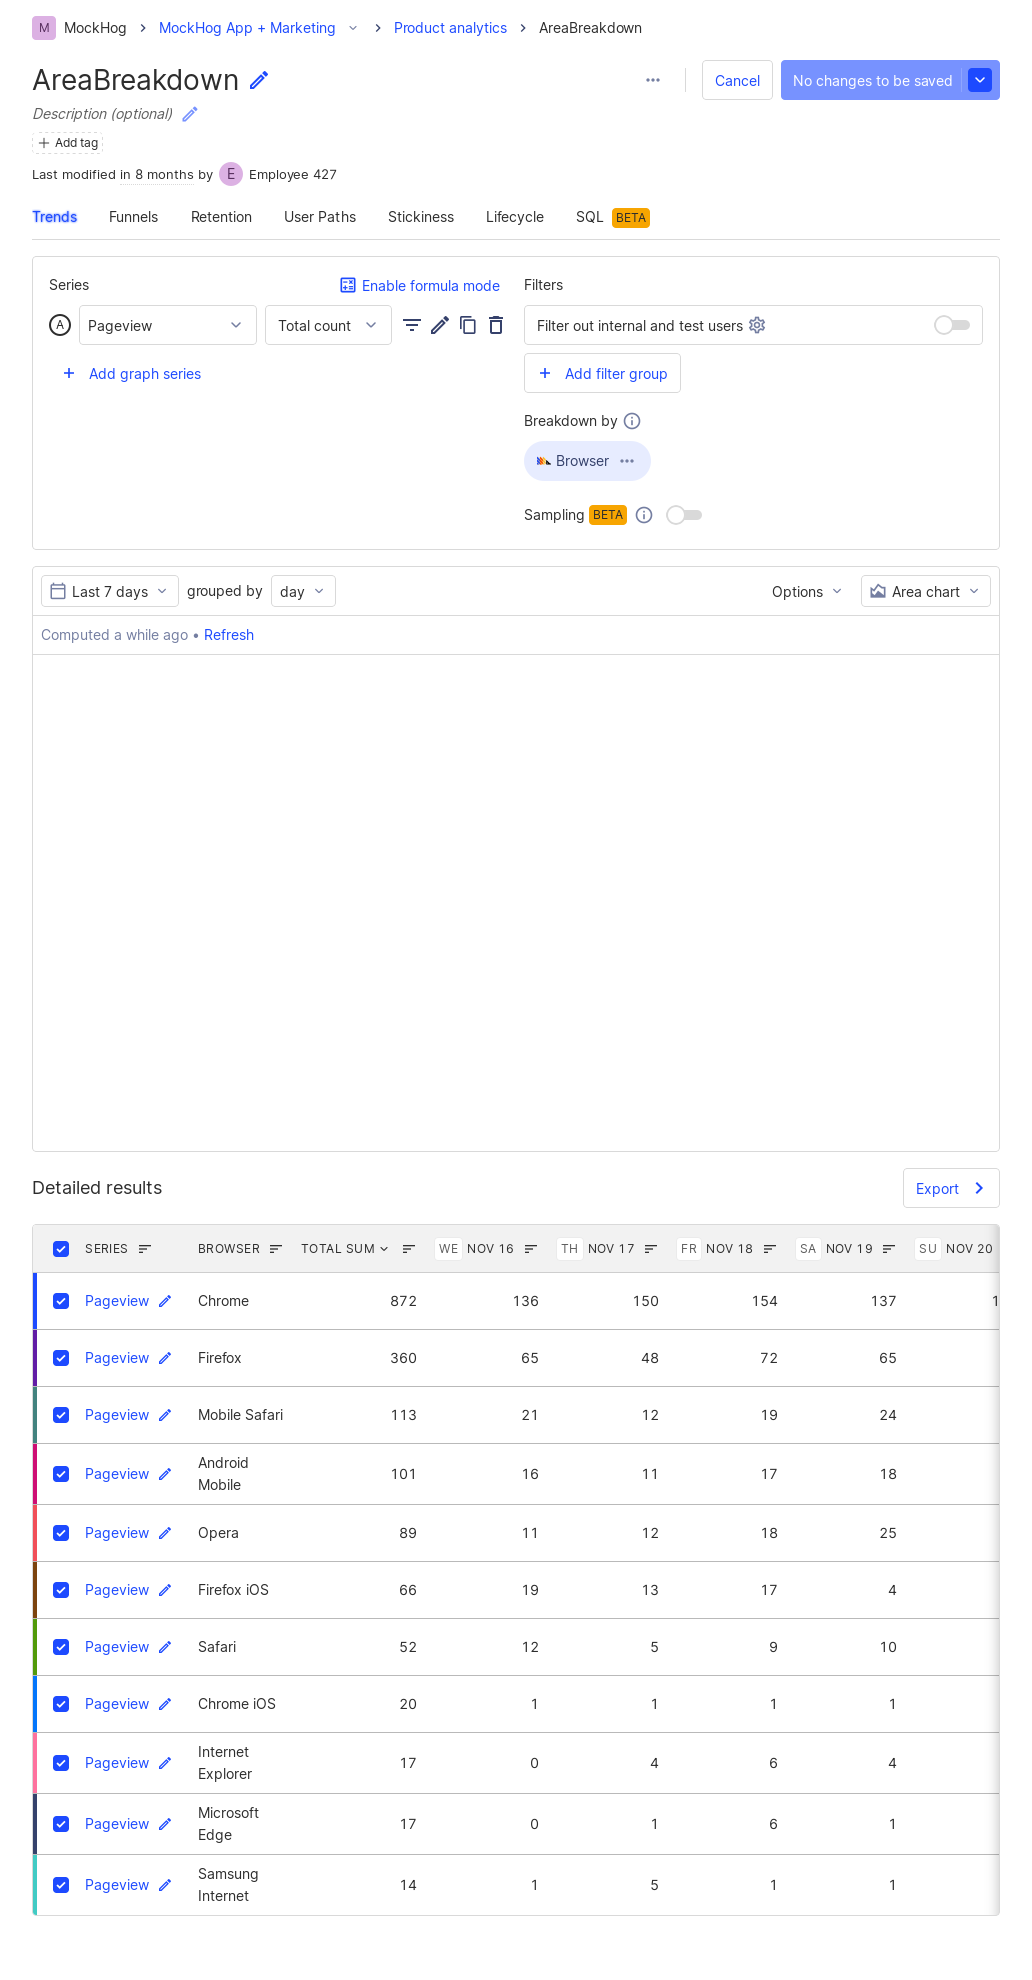 M MockHog MockHog App + Marketing Product analytics AreaBreakdown
AreaBreakdown
Cancel
No changes to be saved
Description (optional)
Add tag
Last modified in 8 months by E Employee 427
Trends Funnels Retention User Paths Stickiness Lifecycle SQL BETA
Series
Enable formula mode
A Pageview Total count
Add graph series
Filters
Filter out internal and test users
Add filter group
Breakdown by
Browser
Sampling BETA
Last 7 days grouped by day Options Area chart
Computed a while ago • Refresh
Detailed results
Export
SERIES BROWSER TOTAL SUM WE NOV 16 TH NOV 17 FR NOV 18 SA NOV 19 SU NOV 20
Pageview Chrome 872 136 150 154 137 1
Pageview Firefox 360 65 48 72 65
Pageview Mobile Safari 113 21 12 19 24
Pageview Android Mobile 101 16 11 17 18
Pageview Opera 89 11 12 18 25
Pageview Firefox iOS 66 19 13 17 4
Pageview Safari 52 12 5 9 10
Pageview Chrome iOS 20 1 1 1 1
Pageview Internet Explorer 17 0 4 6 4
Pageview Microsoft Edge 17 0 1 6 1
Pageview Samsung Internet 14 1 5 1 1